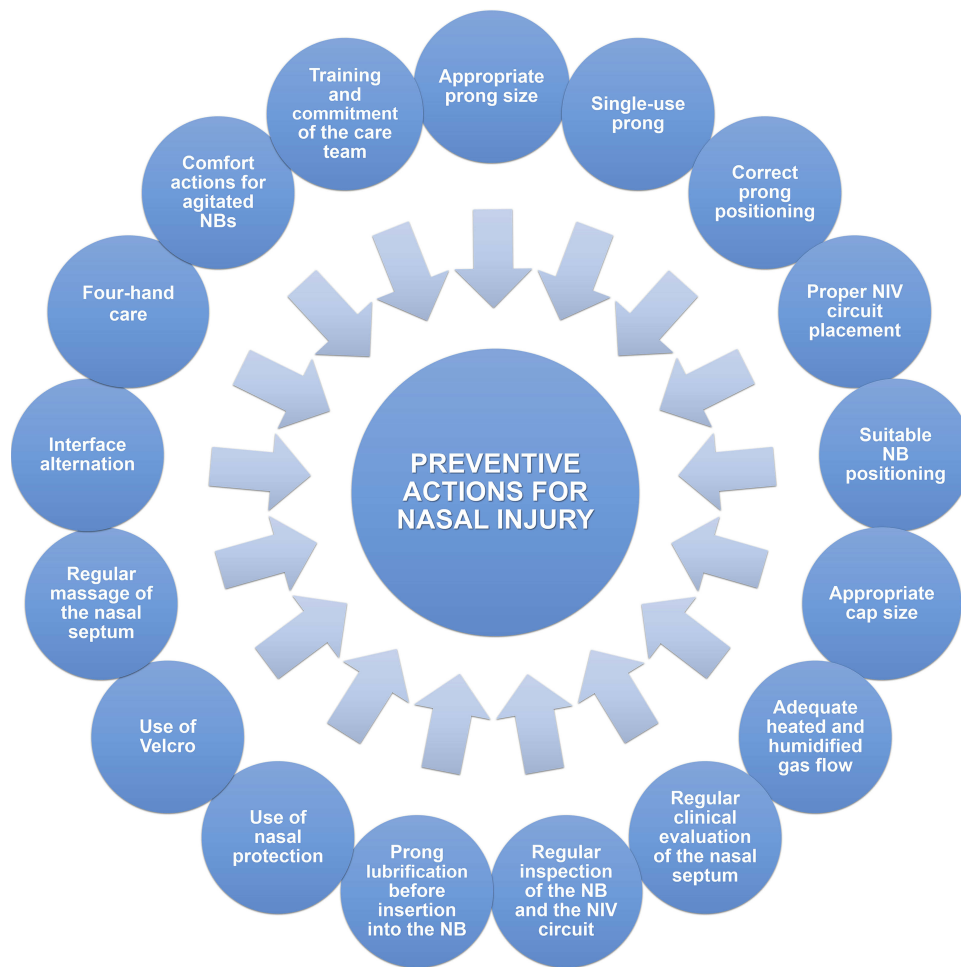 Appropriate
prong size
Single-use
prong
Correct
prong
positioning
Proper NIV
circuit
placement
Suitable
NB
positioning
Appropriate
cap size
Adequate
heated and
humidified
gas flow
Regular
clinical
evaluation
of the nasal
septum
Regular
inspection
of the NB
and the NIV
circuit
Prong
lubrification
before
insertion
into the NB
Use of
nasal
protection
Use of
Velcro
Regular
massage of
the nasal
septum
Interface
alternation
Four-hand
care
Comfort
actions for
agitated
NBs
Training
and
commitment
of the care
team
PREVENTIVE
ACTIONS FOR
NASAL INJURY